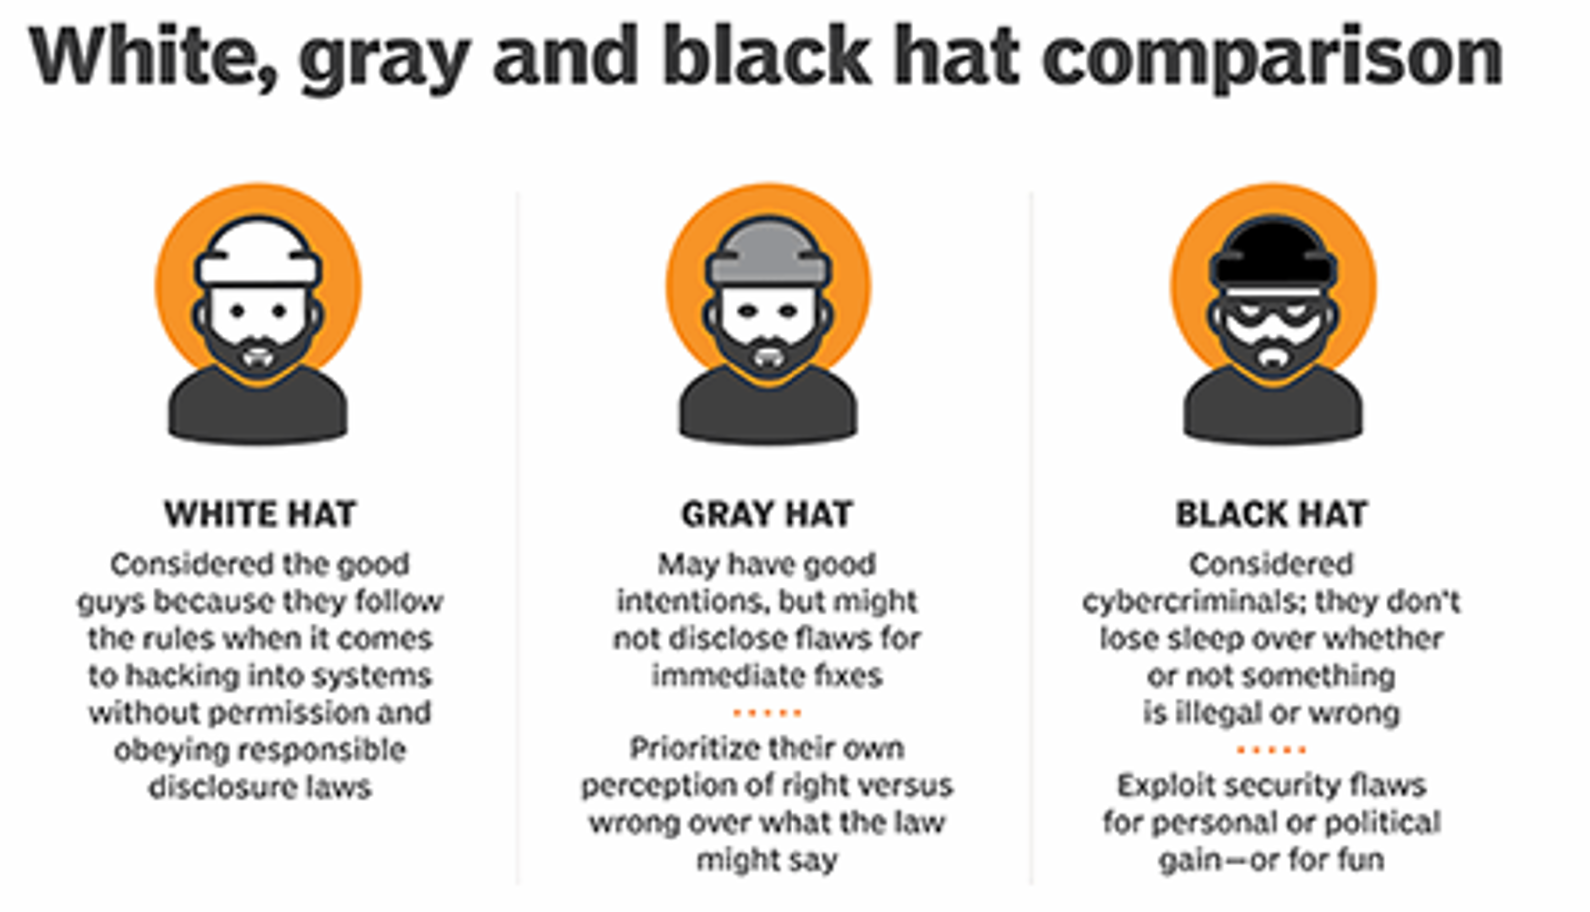 White, gray and black hat comparison
WHITE HAT
Considered the good
guys because they follow
the rules when it comes
to hacking into systems
without permission and
obeying responsible
disclosure laws
GRAY HAT
May have good
intentions, but might
not disclose flaws for
immediate fixes
Prioritize their own
perception of right versus
wrong over what the law
might say
BLACK HAT
Considered
cybercriminals; they don't
lose sleep over whether
or not something
is illegal or wrong
Exploit security flaws
for personal or political
gain—or for fun